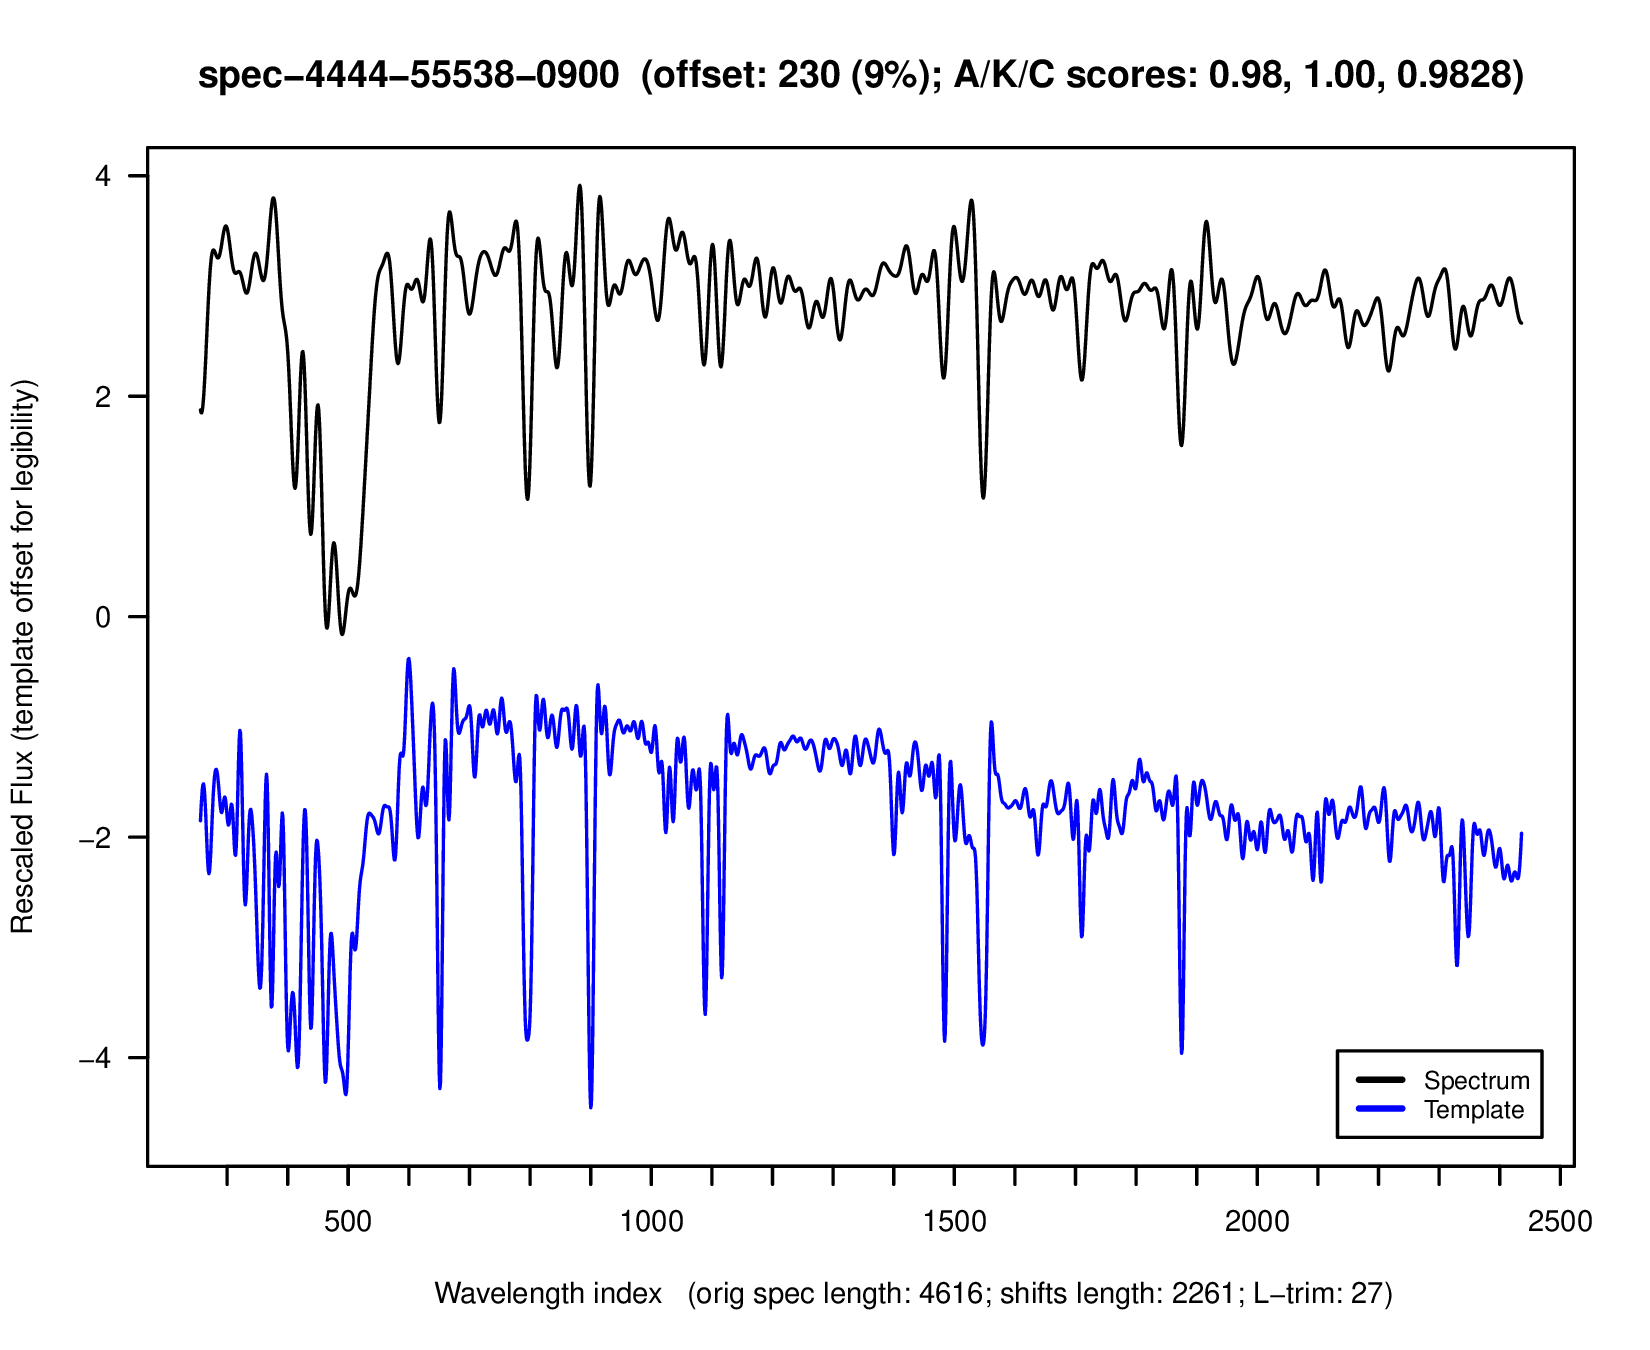 spec−4444−55538−0900 (offset: 230 (9%); A/K/C scores: 0.98, 1.00, 0.9828)
Rescaled Flux (template offset for legibility)
4
2
0
−2
−4
Spectrum
Template
500 1000 1500 2000 2500
Wavelength index (orig spec length: 4616; shifts length: 2261; L−trim: 27)